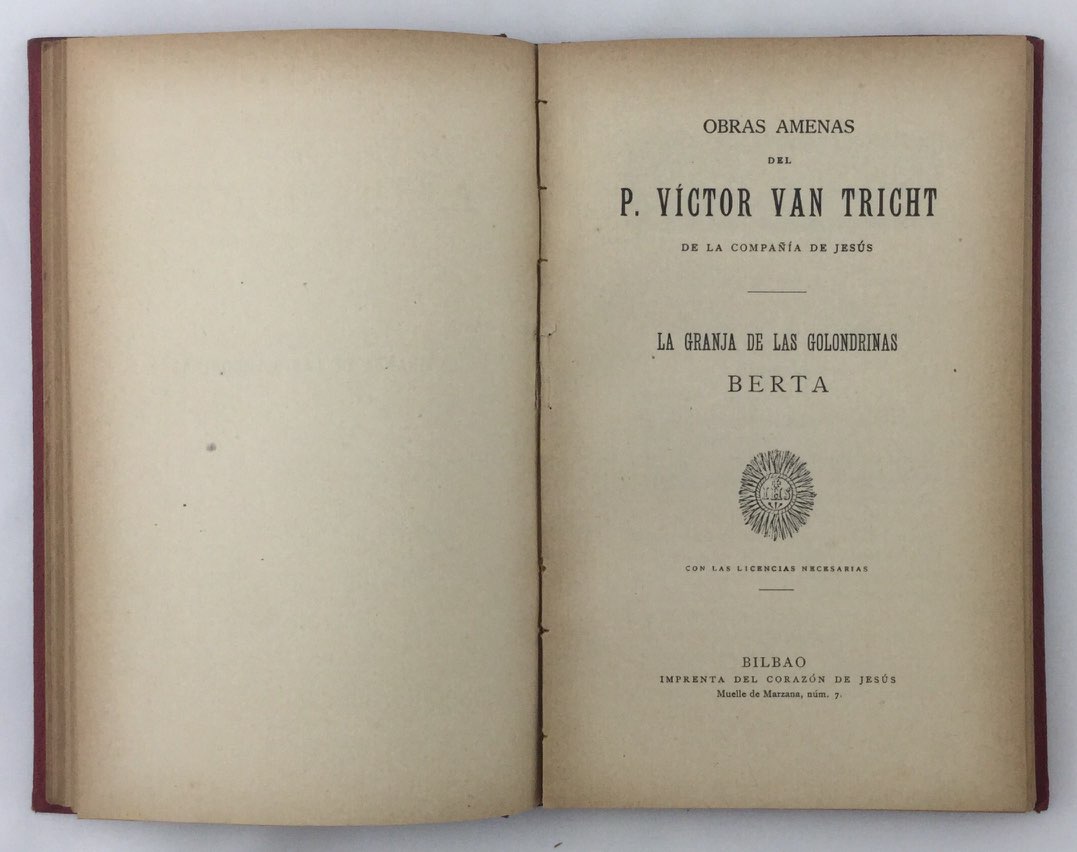 OBRAS AMENAS
DEL
P. VÍCTOR VAN TRICHT
DE LA COMPAÑÍA DE JESÚS
LA GRANJA DE LAS GOLONDRINAS
BERTA
IHS
CON LAS LICENCIAS NECESARIAS
BILBAO
IMPRENTA DEL CORAZÓN DE JESÚS
Muelle de Marzana, núm. 7.